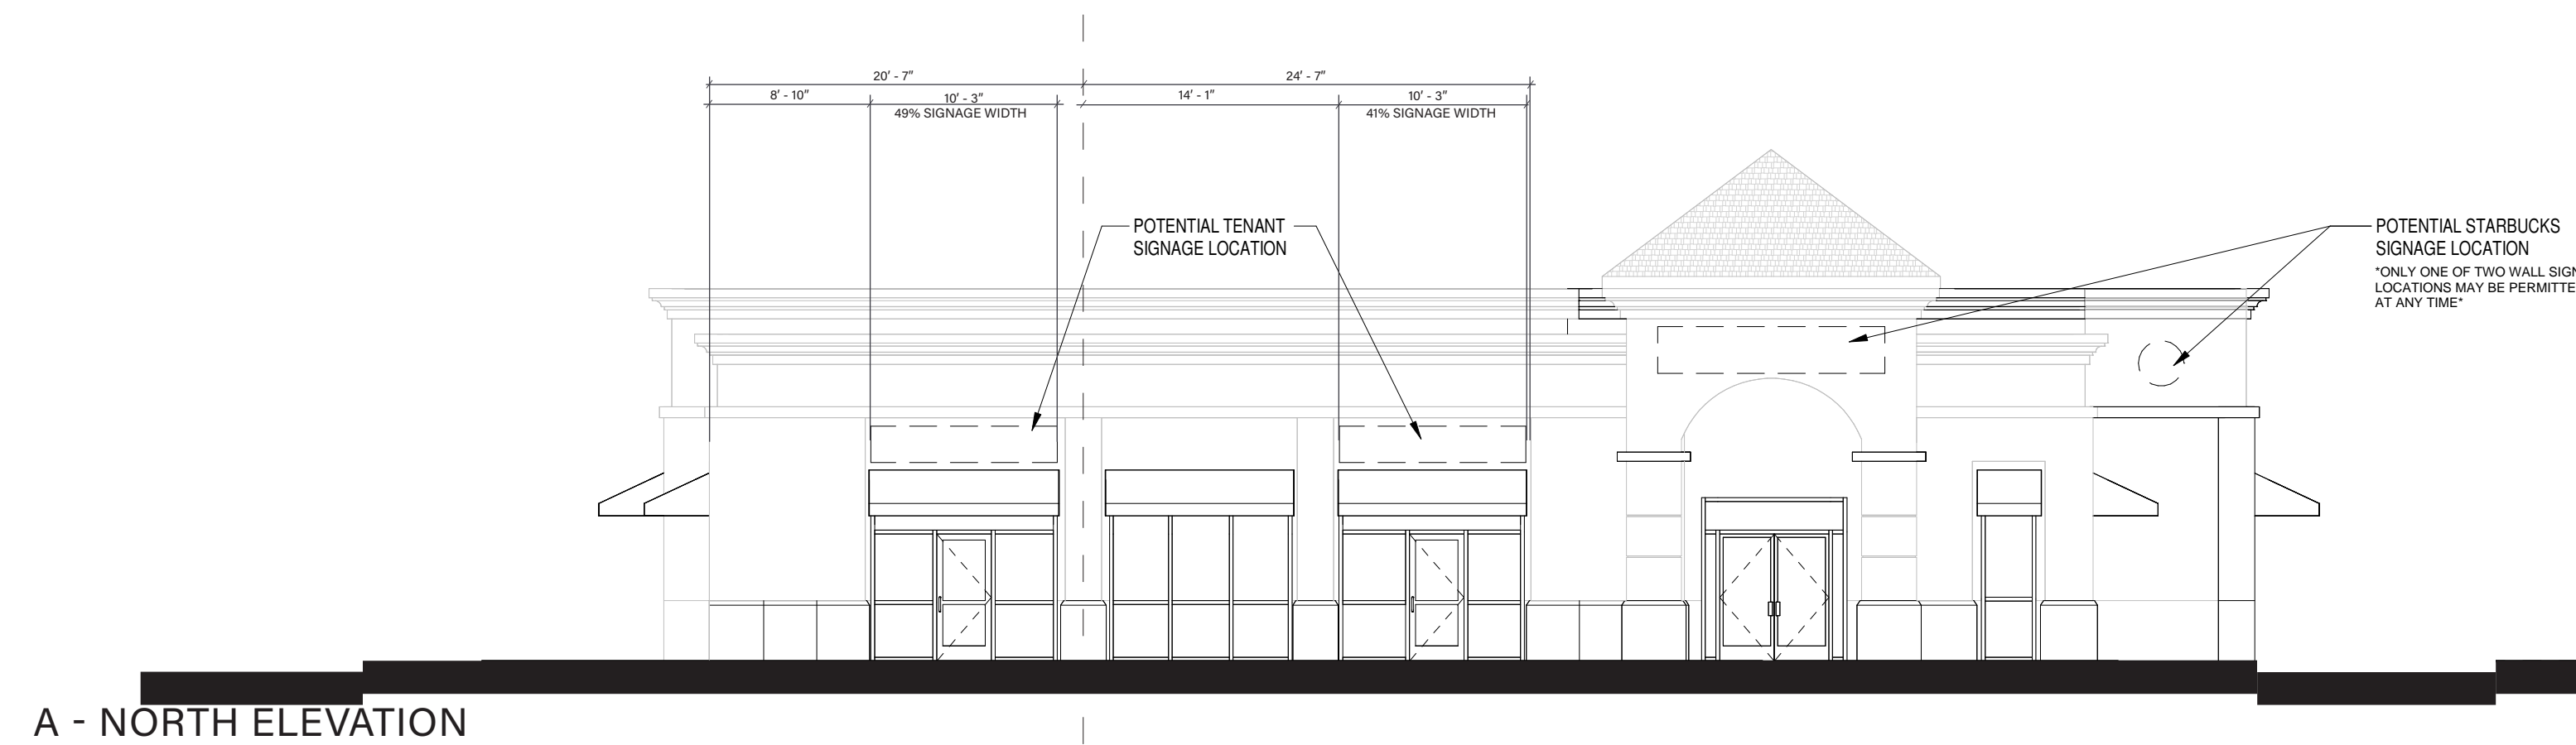 20' - 7"
24' - 7"
8' - 10"
10' - 3"
14' - 1"
10' - 3"
49% SIGNAGE WIDTH
41% SIGNAGE WIDTH
POTENTIAL TENANT
SIGNAGE LOCATION
POTENTIAL STARBUCKS
SIGNAGE LOCATION
*ONLY ONE OF TWO WALL SIGN
LOCATIONS MAY BE PERMITTE
AT ANY TIME*
A - NORTH ELEVATION